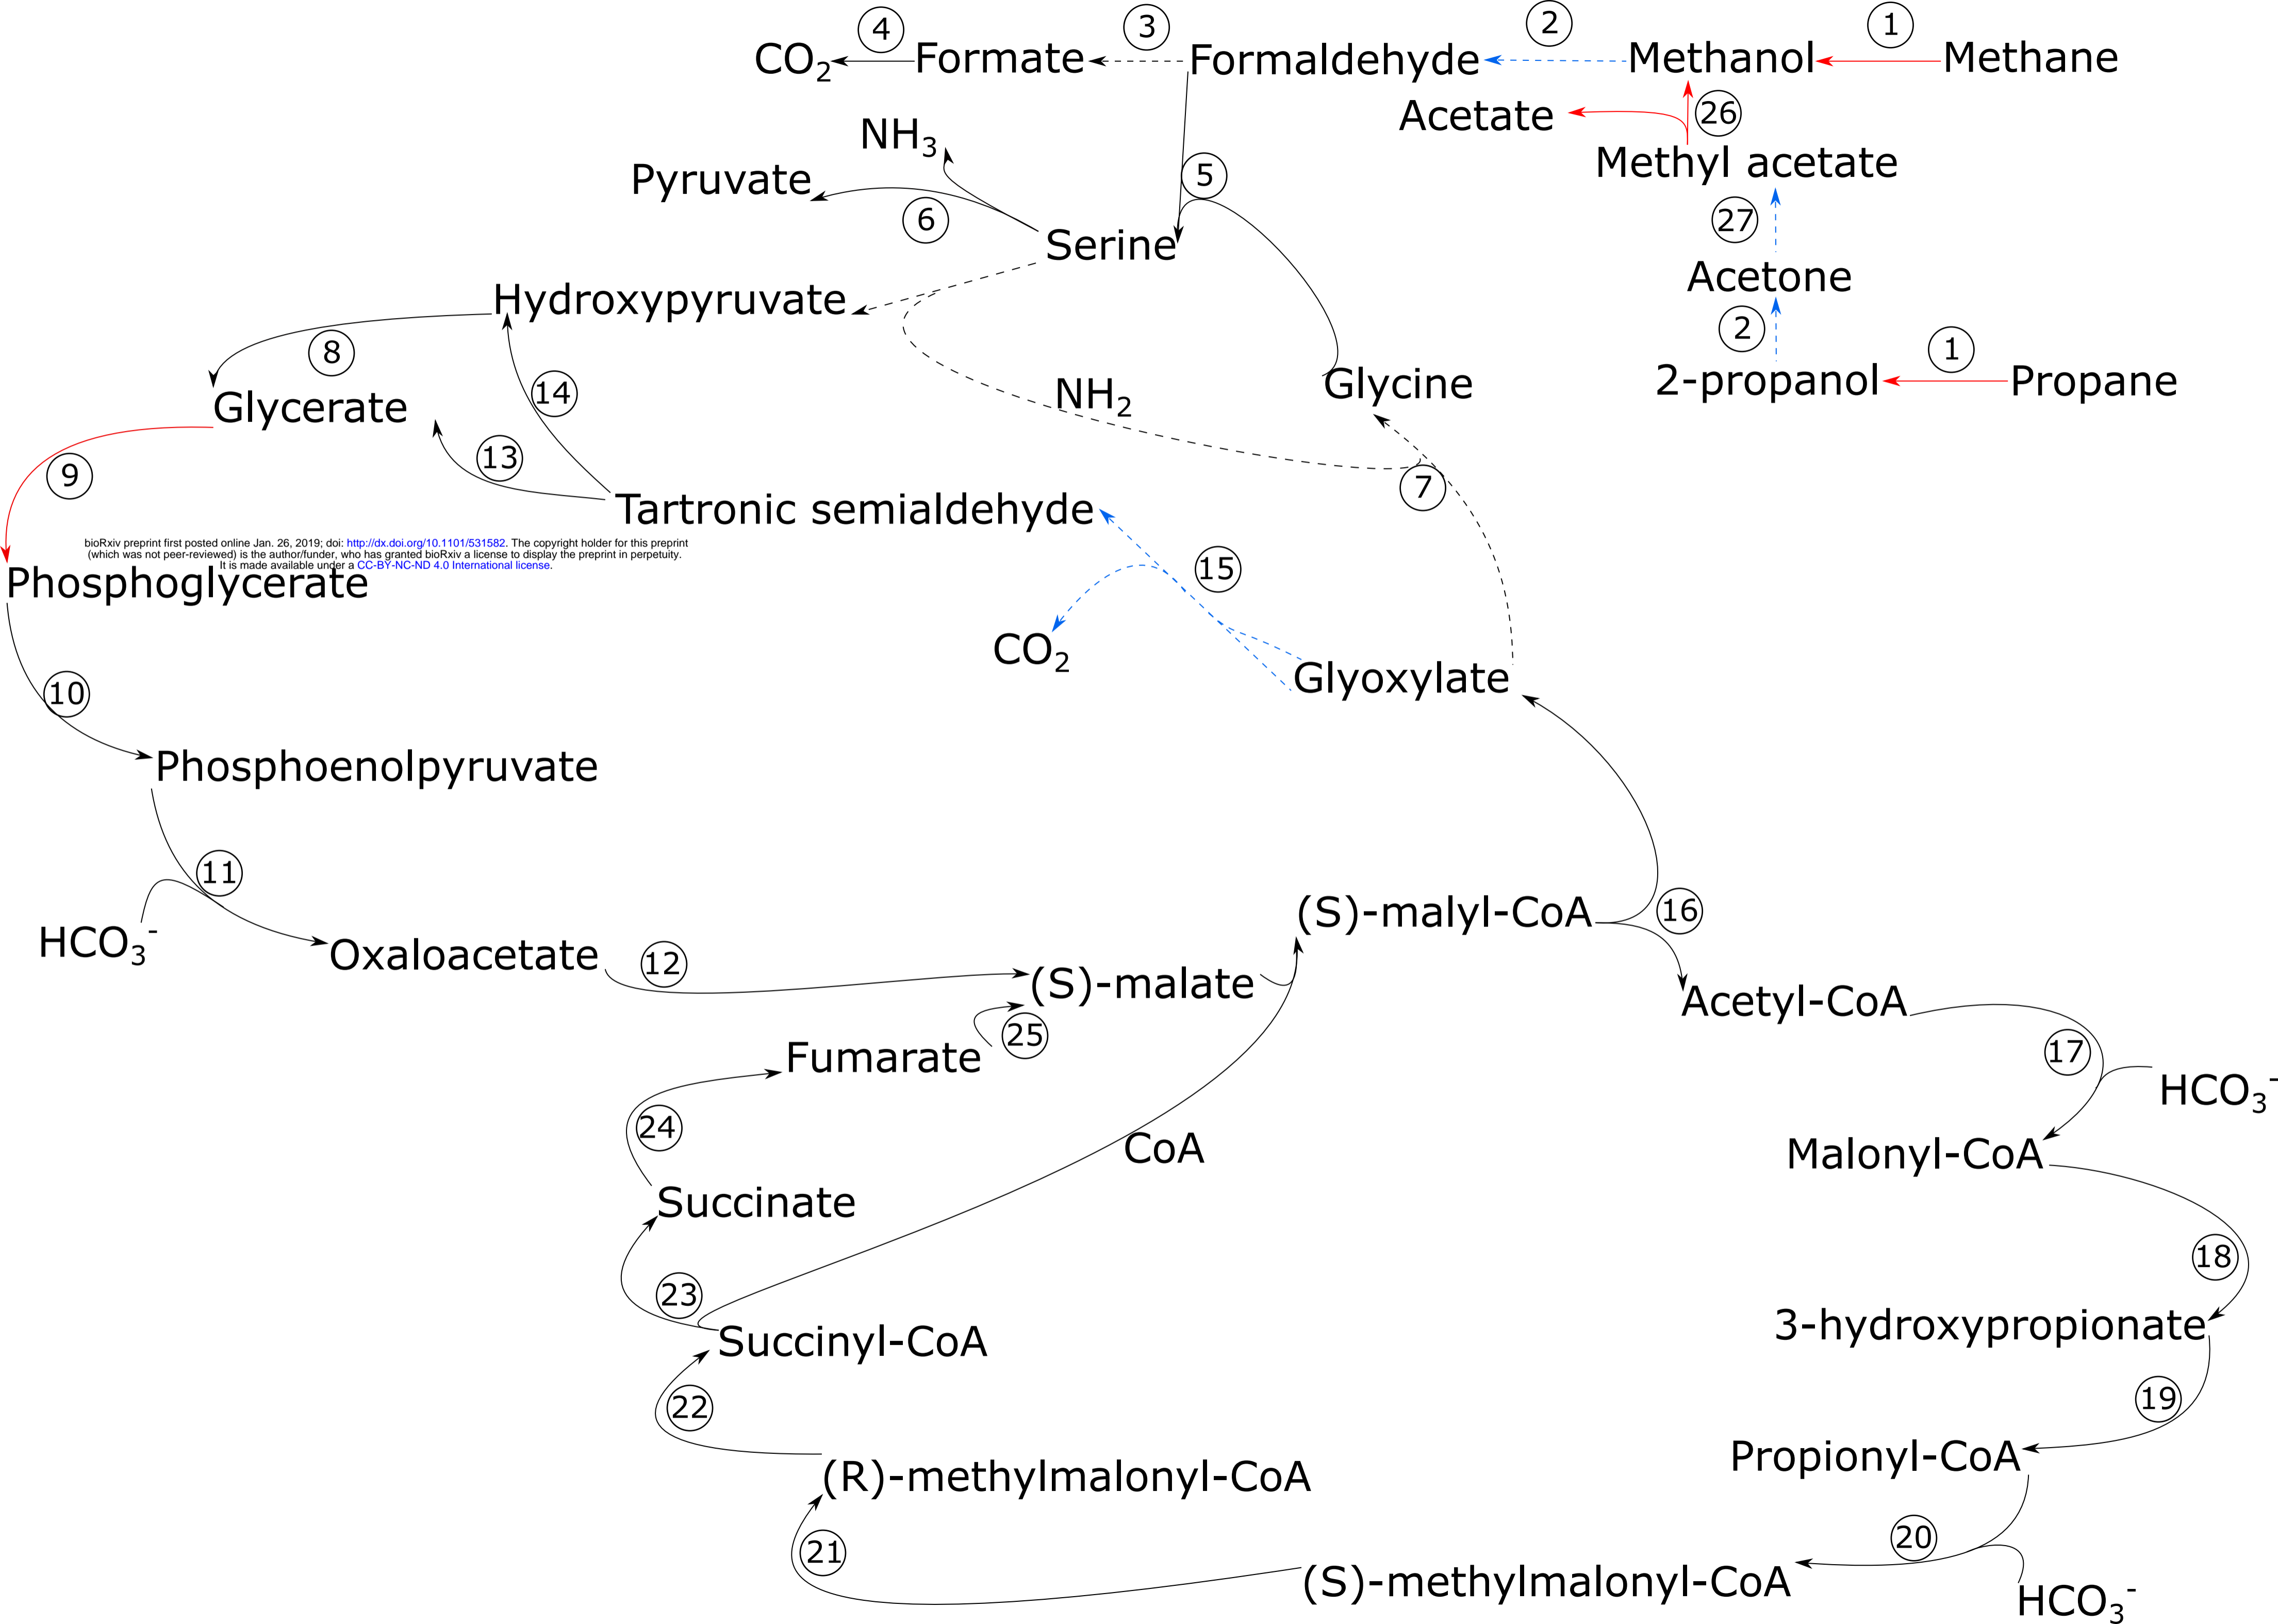 4
3
2
1
CO2
Formate
Formaldehyde
Methanol
Methane
Acetate
26
NH3
Methyl acetate
Pyruvate
5
6
27
Serine
Acetone
Hydroxypyruvate
2
1
8
Glycine
2-propanol
Propane
14
NH2
Glycerate
13
9
7
Tartronic semialdehyde
bioRxiv preprint first posted online Jan. 26, 2019; doi: http://dx.doi.org/10.1101/531582. The copyright holder for this preprint
(which was not peer-reviewed) is the author/funder, who has granted bioRxiv a license to display the preprint in perpetuity.
It is made available under a CC-BY-NC-ND 4.0 International license.
15
Phosphoglycerate
CO2
Glyoxylate
10
Phosphoenolpyruvate
11
(S)-malyl-CoA
16
HCO3-
Oxaloacetate
12
(S)-malate
Acetyl-CoA
25
Fumarate
17
HCO3-
24
CoA
Malonyl-CoA
Succinate
18
23
Succinyl-CoA
3-hydroxypropionate
22
19
(R)-methylmalonyl-CoA
Propionyl-CoA
21
20
(S)-methylmalonyl-CoA
HCO3-